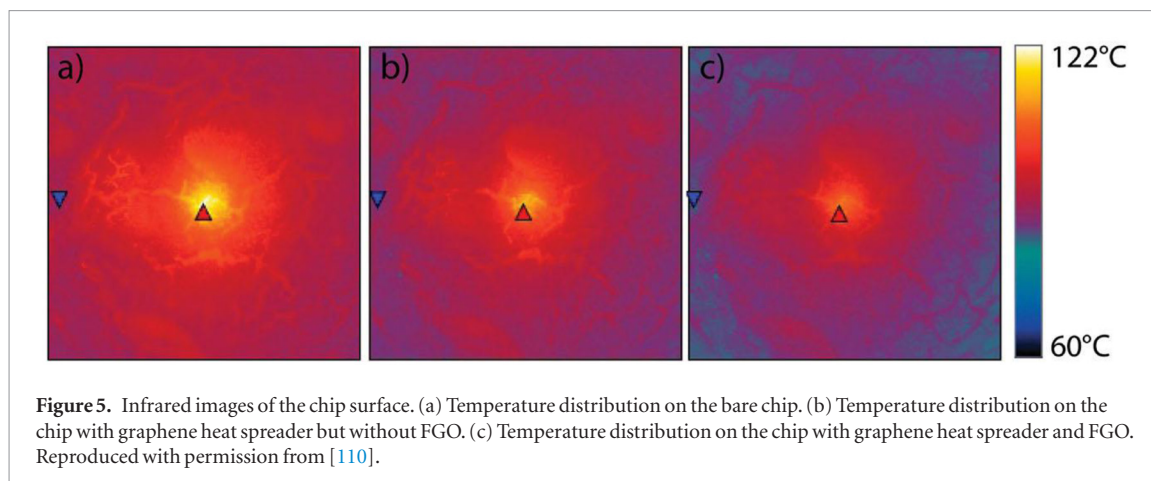 a)
b)
c)
122°C
60°C
Figure 5. Infrared images of the chip surface. (a) Temperature distribution on the bare chip. (b) Temperature distribution on the
chip with graphene heat spreader but without FGO. (c) Temperature distribution on the chip with graphene heat spreader and FGO.
Reproduced with permission from [110].